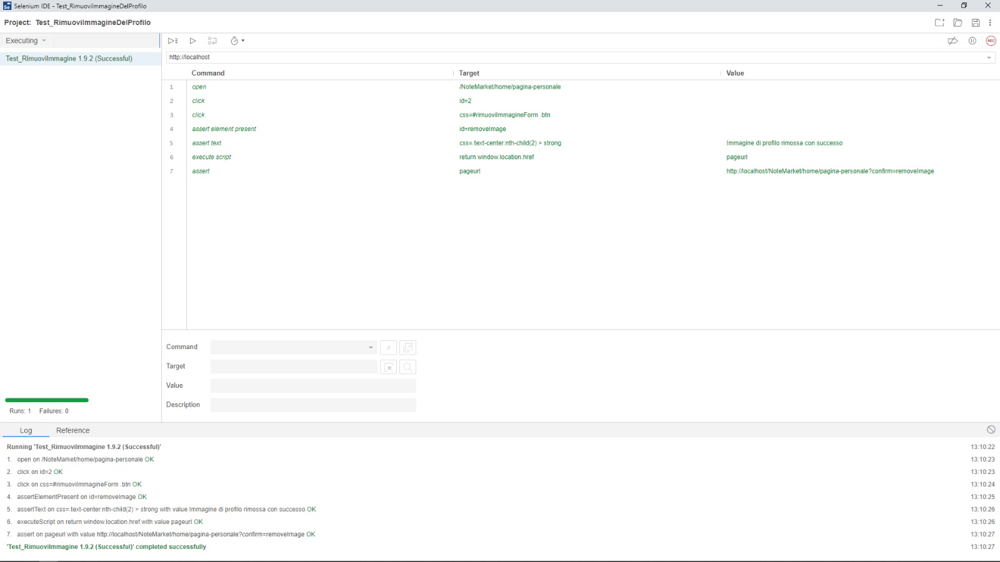 Selenium IDE - Test_RimuoviImmagineDelProfilo
Project: Test_RimuoviImmagineDelProfilo
Executing
Test_RimuoviImmagine 1.9.2 (Successful)
REC
http://localhost
Command Target Value
1 open /NoteMarket/home/pagina-personale
2 click id=2
3 click css=#rimuoviImmagineForm .btn
4 assert element present id=removeImage
5 assert text css=.text-center:nth-child(2) > strong Immagine di profilo rimossa con successo
6 execute script return window.location.href pageurl
7 assert pageurl http://localhost/NoteMarket/home/pagina-personale?confirm=removeImage
Command //
Target
Value
Description
Runs: 1 Failures: 0
Log Reference
Running 'Test_RimuoviImmagine 1.9.2 (Successful)' 13:10:22
1. open on /NoteMarket/home/pagina-personale OK 13:10:23
2. click on id=2 OK 13:10:23
3. click on css=#rimuoviImmagineForm .btn OK 13:10:24
4. assertElementPresent on id=removeImage OK 13:10:25
5. assertText on css=.text-center:nth-child(2) > strong with value Immagine di profilo rimossa con successo OK 13:10:26
6. executeScript on return window.location.href with value pageurl OK 13:10:26
7. assert on pageurl with value http://localhost/NoteMarket/home/pagina-personale?confirm=removeImage OK 13:10:27
'Test_RimuoviImmagine 1.9.2 (Successful)' completed successfully 13:10:27